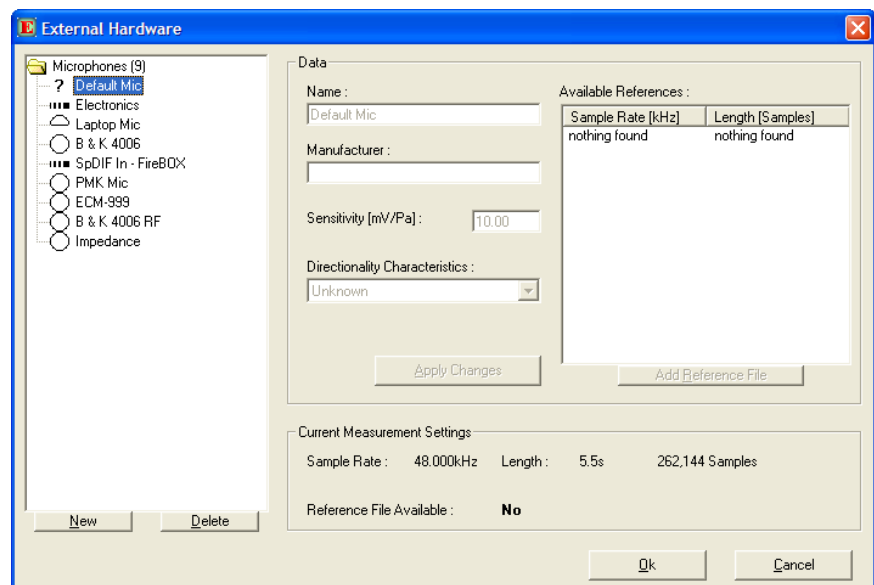 E External Hardware
Microphones (9)
? Default Mic
Electronics
Laptop Mic
B & K 4006
SpDIF In - FireBOX
PMK Mic
ECM-999
B & K 4006 RF
Impedance
New Delete
Data
Name :
Default Mic
Manufacturer :
Sensitivity [mV/Pa] : 10.00
Directionality Characteristics :
Unknown
Apply Changes
Available References :
Sample Rate [kHz] Length [Samples]
nothing found nothing found
Add Reference File
Current Measurement Settings
Sample Rate : 48.000kHz Length : 5.5s 262,144 Samples
Reference File Available : No
Ok Cancel